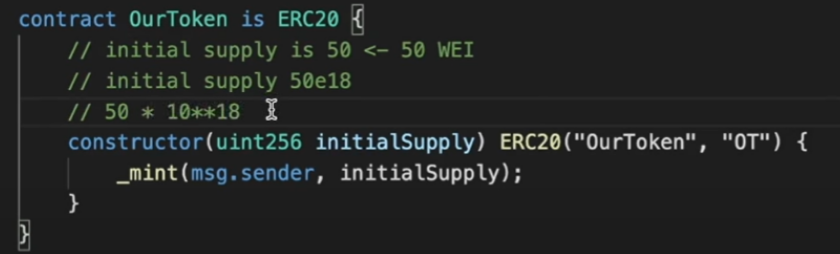 contract OurToken is ERC20 {
// initial supply is 50 <- 50 WEI
// initial supply 50e18
// 50 * 10**18
constructor(uint256 initialSupply) ERC20("OurToken", "OT") {
_mint(msg.sender, initialSupply);
}
}